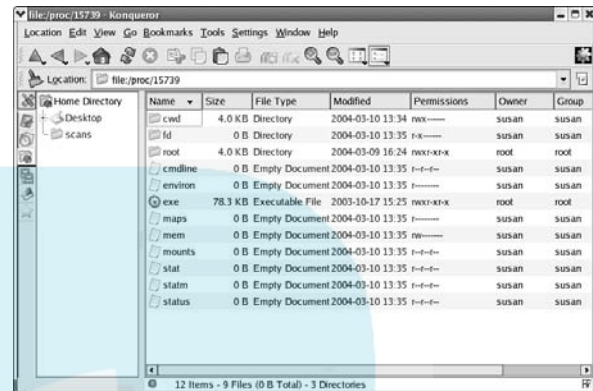 file:/proc/15739 - Konqueror
Location Edit View Go Bookmarks Tools Settings Window Help
Location: file:/proc/15739
Home Directory
Desktop
scans
Name Size File Type Modified Permissions Owner Group
cwd 4.0 KB Directory 2004-03-10 13:34 rwx------ susan susan
fd 0 B Directory 2004-03-10 13:35 r-x------ susan susan
root 4.0 KB Directory 2004-03-09 16:24 rwxr-xr-x root root
cmdline 0 B Empty Document 2004-03-10 13:35 r--r--r-- susan susan
environ 0 B Empty Document 2004-03-10 13:35 r-------- susan susan
exe 78.3 KB Executable File 2003-10-17 15:25 rwxr-xr-x root root
maps 0 B Empty Document 2004-03-10 13:35 r-------- susan susan
mem 0 B Empty Document 2004-03-10 13:35 rw------- susan susan
mounts 0 B Empty Document 2004-03-10 13:35 r--r--r-- susan susan
stat 0 B Empty Document 2004-03-10 13:35 r--r--r-- susan susan
statm 0 B Empty Document 2004-03-10 13:35 r--r--r-- susan susan
status 0 B Empty Document 2004-03-10 13:35 r--r--r-- susan susan
12 Items - 9 Files (0 B Total) - 3 Directories